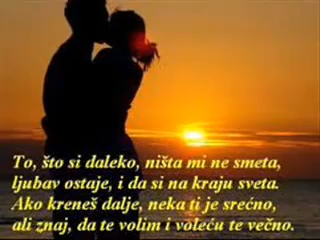 To, što si daleko, ništa mi ne smeta,
ljubav ostaje, i da si na kraju sveta.
Ako kreneš dalje, neka ti je srećno,
ali znaj, da te volim i voleću te večno.